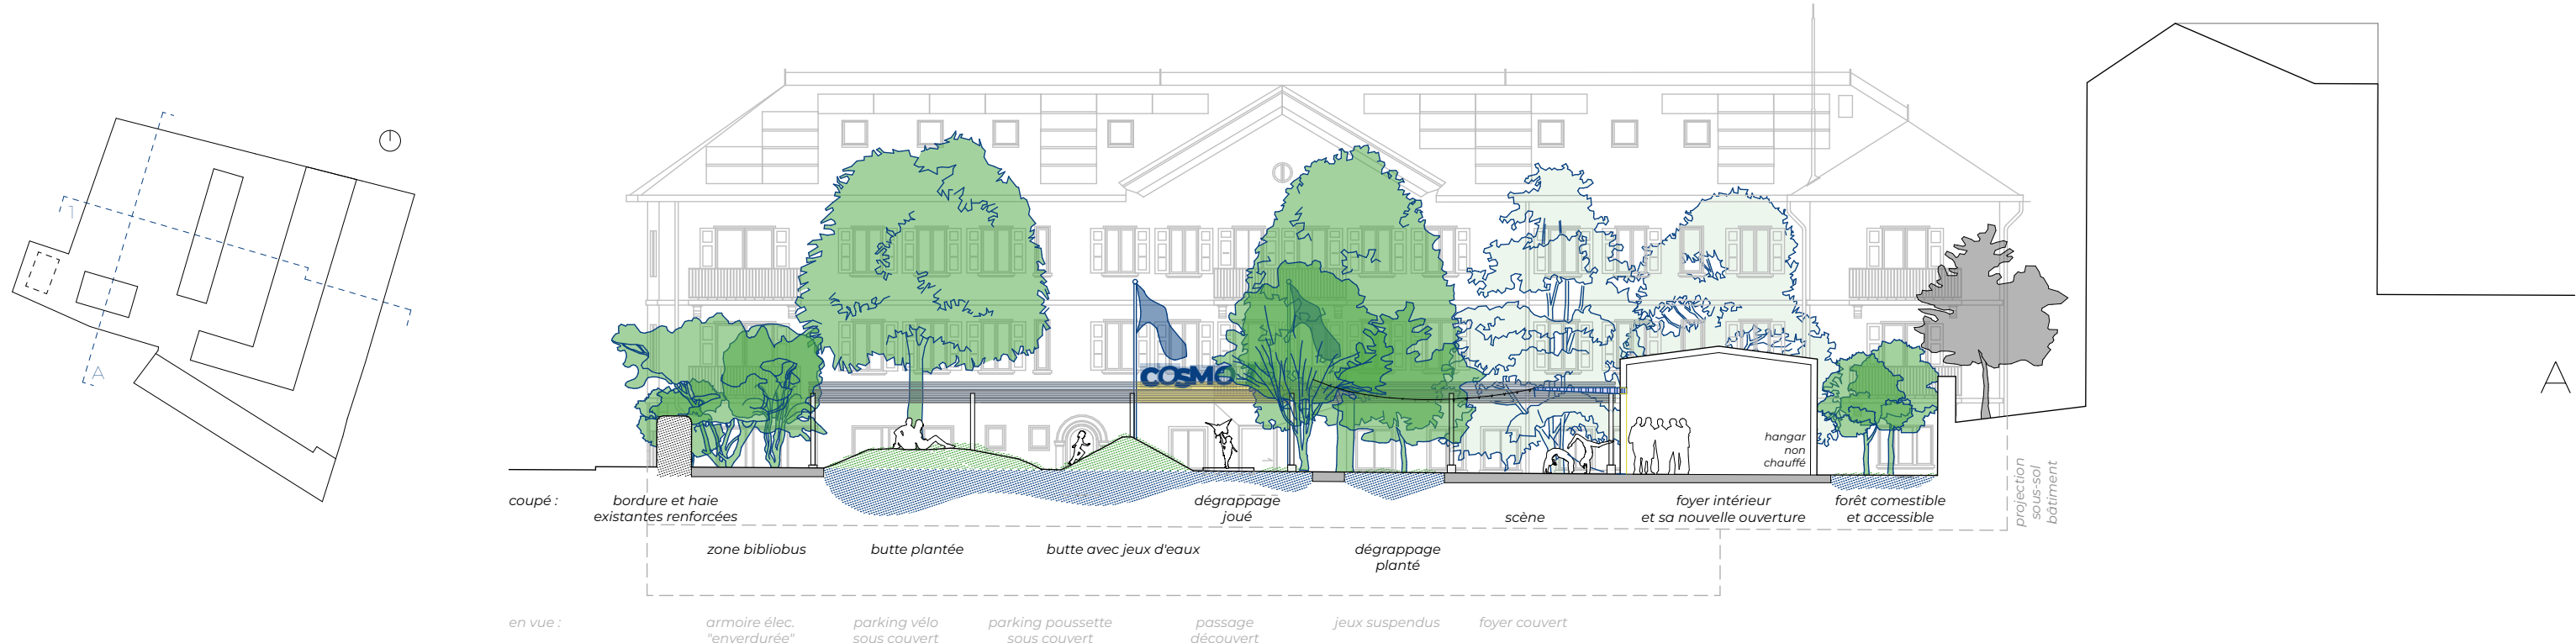 A
COSMO
A
hangar
non
chauffé
projection
sous-sol
bâtiment
coupé :
bordure et haie
existantes renforcées
dégrappage
joué
scène
foyer intérieur
et sa nouvelle ouverture
forêt comestible
et accessible
zone bibliobus
butte plantée
butte avec jeux d'eaux
dégrappage
planté
en vue :
armoire élec.
"enverdurée"
parking vélo
sous couvert
parking poussette
sous couvert
passage
découvert
jeux suspendus
foyer couvert